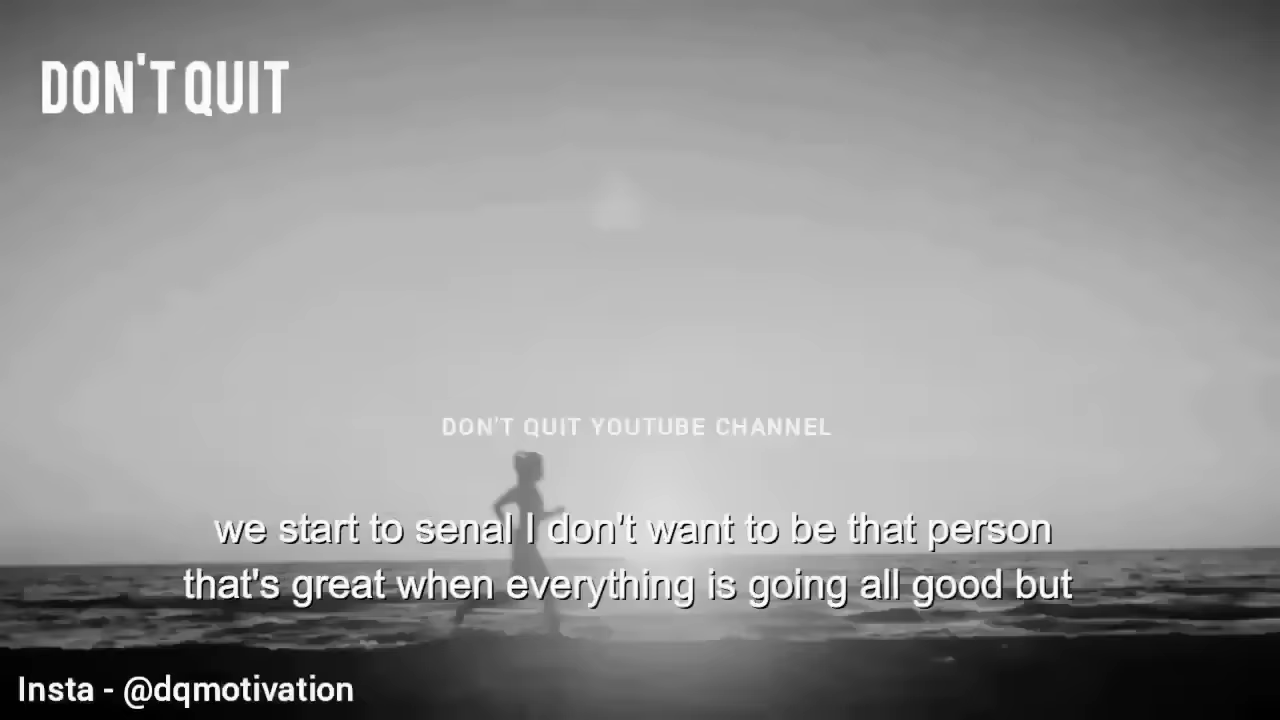 DON'T QUIT
DON'T QUIT YOUTUBE CHANNEL
we start to senal I don't want to be that person
that's great when everything is going all good but
Insta - @dqmotivation